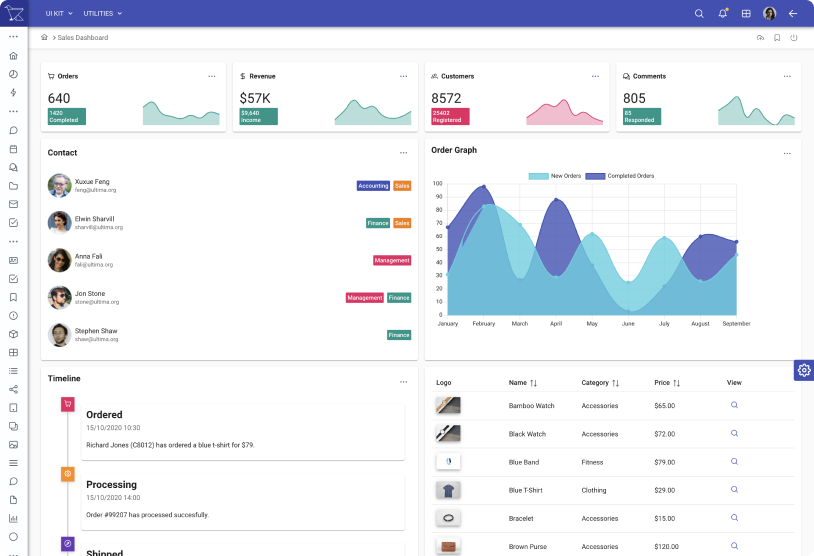 UI KIT UTILITIES
Sales Dashboard
Orders
640
1420
Completed
Revenue
$57K
$9,640
Income
Customers
8572
25402
Registered
Comments
805
85
Responded
Contact
Xuxue Feng
feng@ultima.org
Accounting Sales
Elwin Sharvill
sharvill@ultima.org
Finance Sales
Anna Fali
fali@ultima.org
Management
Jon Stone
stone@ultima.org
Management Finance
Stephen Shaw
shaw@ultima.org
Finance
Order Graph
New Orders Completed Orders
100
90
80
70
60
50
40
30
20
10
0
January February March April May June July August September
Timeline
Ordered
15/10/2020 10:30
Richard Jones (C8012) has ordered a blue t-shirt for $79.
Processing
15/10/2020 14:00
Order #99207 has processed succesfully.
Shipped
Logo Name Category Price View
Bamboo Watch Accessories $65.00
Black Watch Accessories $72.00
Blue Band Fitness $79.00
Blue T-Shirt Clothing $29.00
Bracelet Accessories $15.00
Brown Purse Accessories $120.00